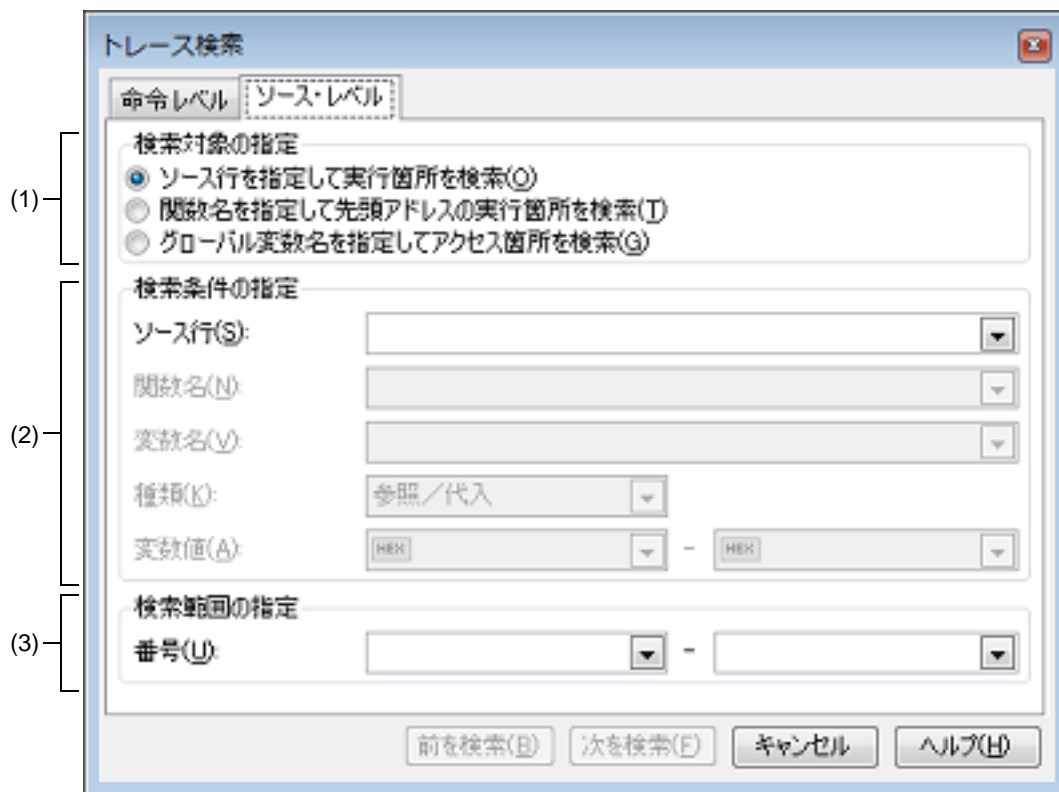 トレース検索
命令レベル ソース・レベル
(1)
検索対象の指定
ソース行を指定して実行箇所を検索(O)
関数名を指定して先頭アドレスの実行箇所を検索(T)
グローバル変数名を指定してアクセス箇所を検索(G)
(2)
検索条件の指定
ソース行(S):
関数名(N):
変数名(V):
種類(K): 参照／代入
変数値(A): HEX - HEX
(3)
検索範囲の指定
番号(U): -
前を検索(B) 次を検索(F) キャンセル ヘルプ(H)